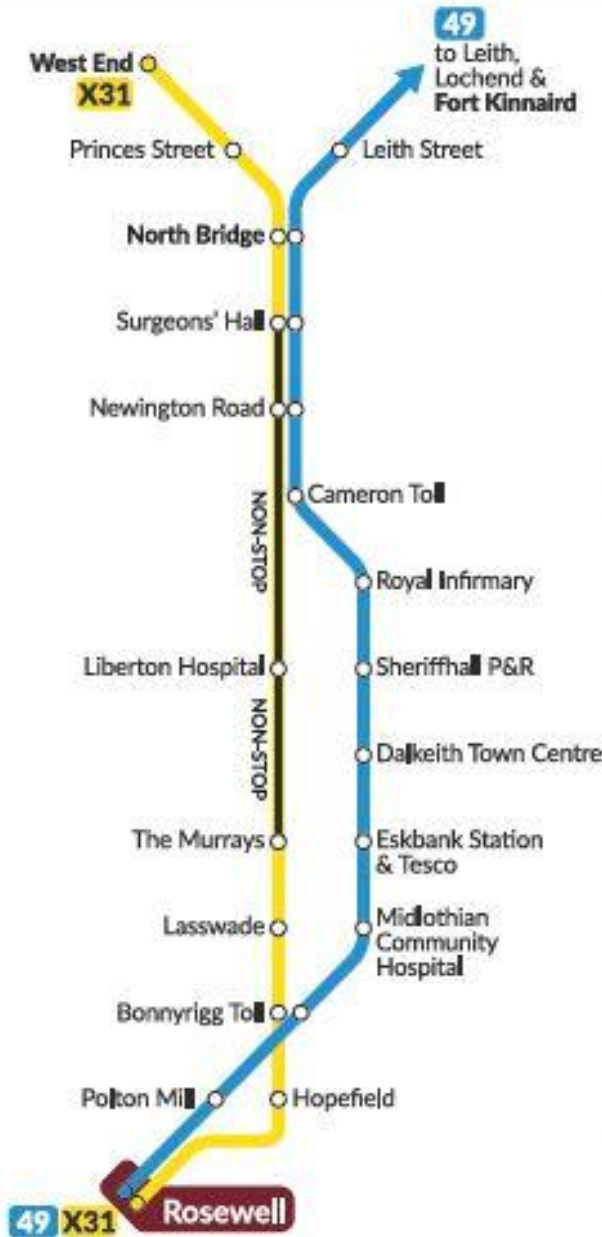 49
to Leith,
Lochend &
Fort Kinnaird
West End
X31
Princes Street
Leith Street
North Bridge
Surgeons' Hall
Newington Road
Cameron Toll
NON-STOP
Royal Infirmary
Liberton Hospital
Sheriffhall P&R
NON-STOP
Dalkeith Town Centre
The Murrays
Eskbank Station
& Tesco
Lasswade
Midlothian
Community
Hospital
Bonnyrigg Toll
Polton Mill
Hopefield
Rosewell
49 X31